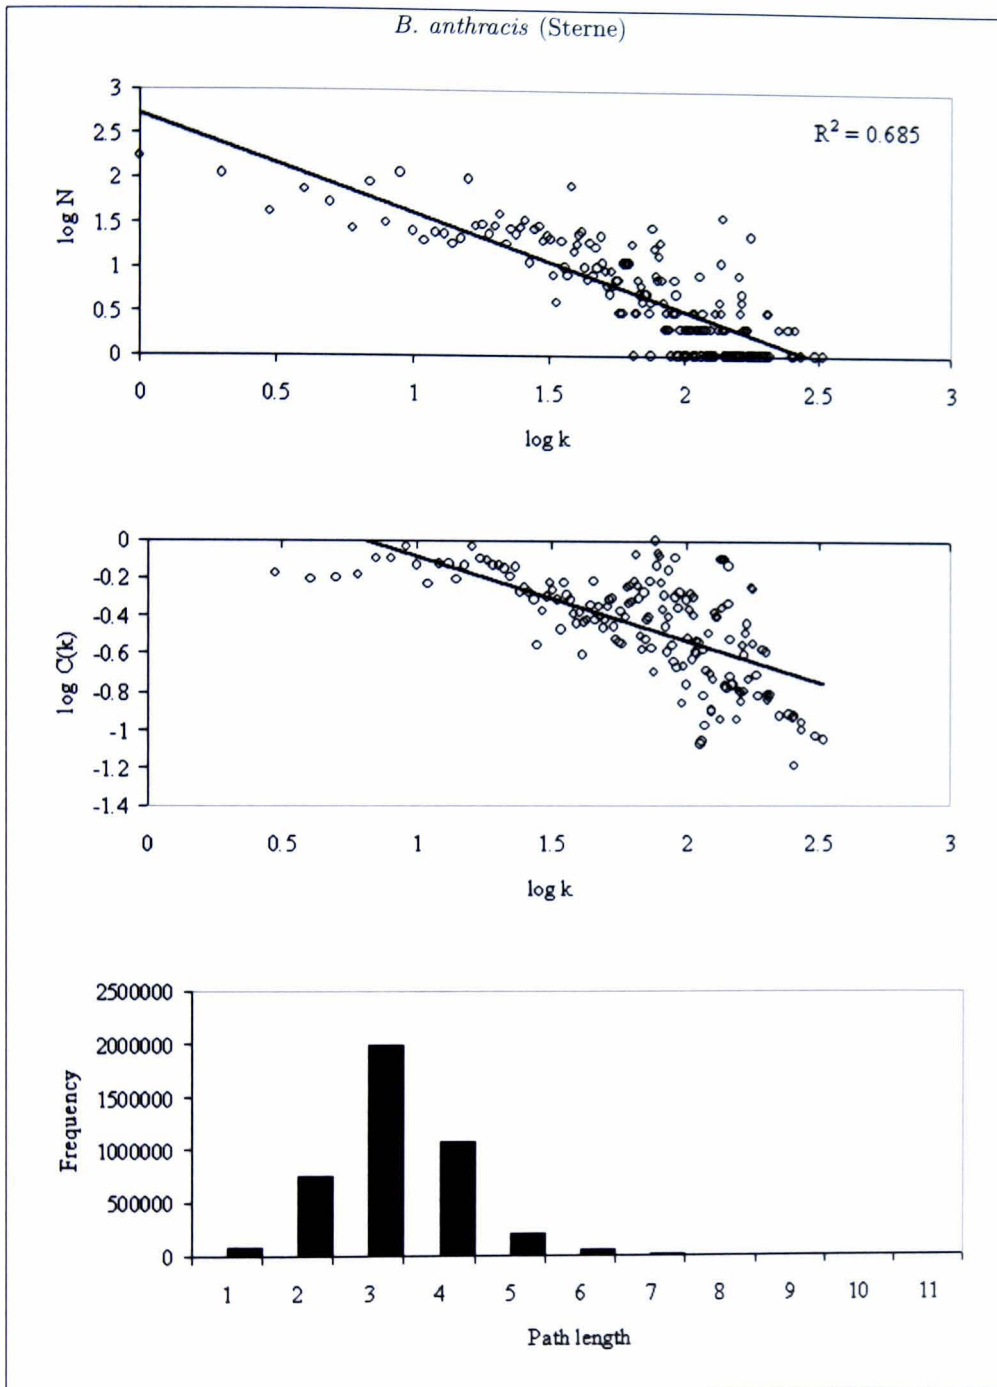 B. anthracis (Sterne)
3
2.5
2
1.5
1
0.5
0
log N
R² = 0.685
0 0.5 1 1.5 2 2.5 3
log k
0
-0.2
-0.4
-0.6
-0.8
-1
-1.2
-1.4
log C(k)
0 0.5 1 1.5 2 2.5 3
log k
2500000
2000000
1500000
1000000
500000
0
Frequency
1 2 3 4 5 6 7 8 9 10 11
Path length